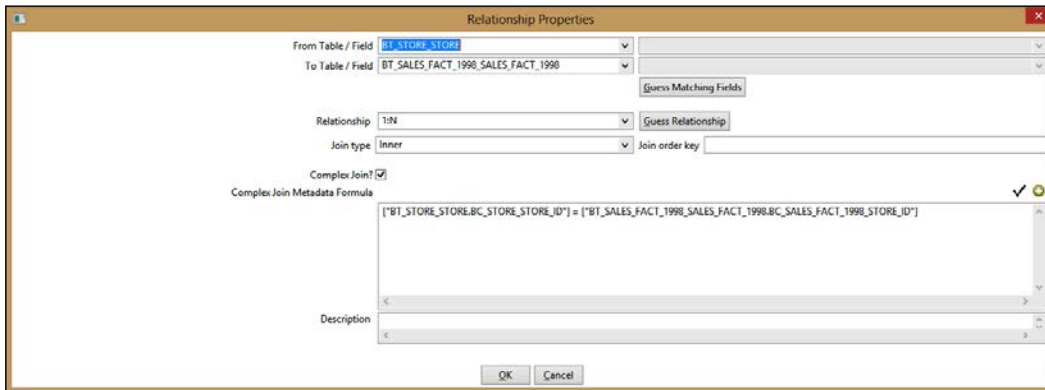 Relationship Properties
From Table / Field BT_STORE_STORE
To Table / Field BT_SALES_FACT_1998_SALES_FACT_1998
Guess Matching Fields
Relationship 1:N Guess Relationship
Join type Inner Join order key
Complex Join?
Complex Join Metadata Formula
["BT_STORE_STORE.BC_STORE_STORE_ID"] = ["BT_SALES_FACT_1998_SALES_FACT_1998.BC_SALES_FACT_1998_STORE_ID"]
Description
OK Cancel